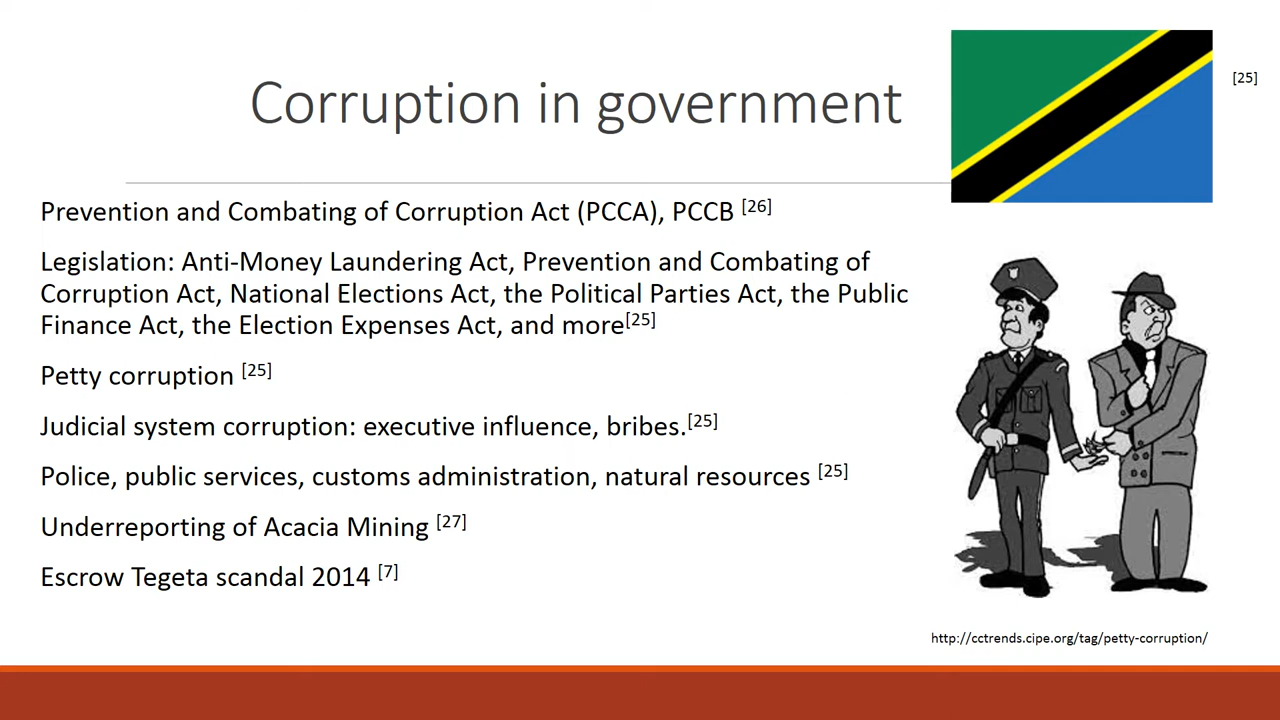 [25]
Corruption in government
Prevention and Combating of Corruption Act (PCCA), PCCB [26]
Legislation: Anti-Money Laundering Act, Prevention and Combating of
Corruption Act, National Elections Act, the Political Parties Act, the Public
Finance Act, the Election Expenses Act, and more[25]
Petty corruption [25]
Judicial system corruption: executive influence, bribes.[25]
Police, public services, customs administration, natural resources [25]
Underreporting of Acacia Mining [27]
Escrow Tegeta scandal 2014 [7]
http://cctrends.cipe.org/tag/petty-corruption/